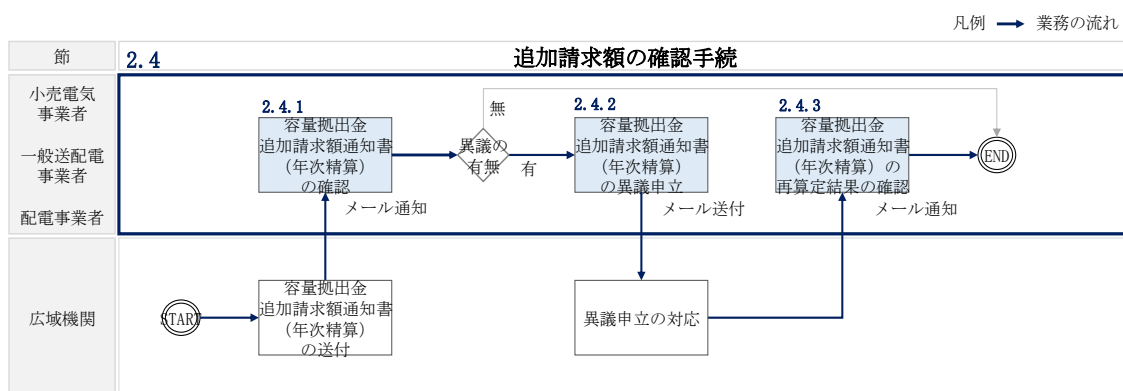 凡例 業務の流れ
節
2.4
追加請求額の確認手続
小売電気
事業者
一般送配電
事業者
配電事業者
2.4.1
容量拠出金
追加請求額通知書
（年次精算）
の確認
異議の
有無
無
有
2.4.2
容量拠出金
追加請求額通知書
（年次精算）
の異議申立
2.4.3
容量拠出金
追加請求額通知書
（年次精算）の
再算定結果の確認
END
メール通知
メール送付
メール通知
広域機関
START
容量拠出金
追加請求額通知書
（年次精算）
の送付
異議申立の対応